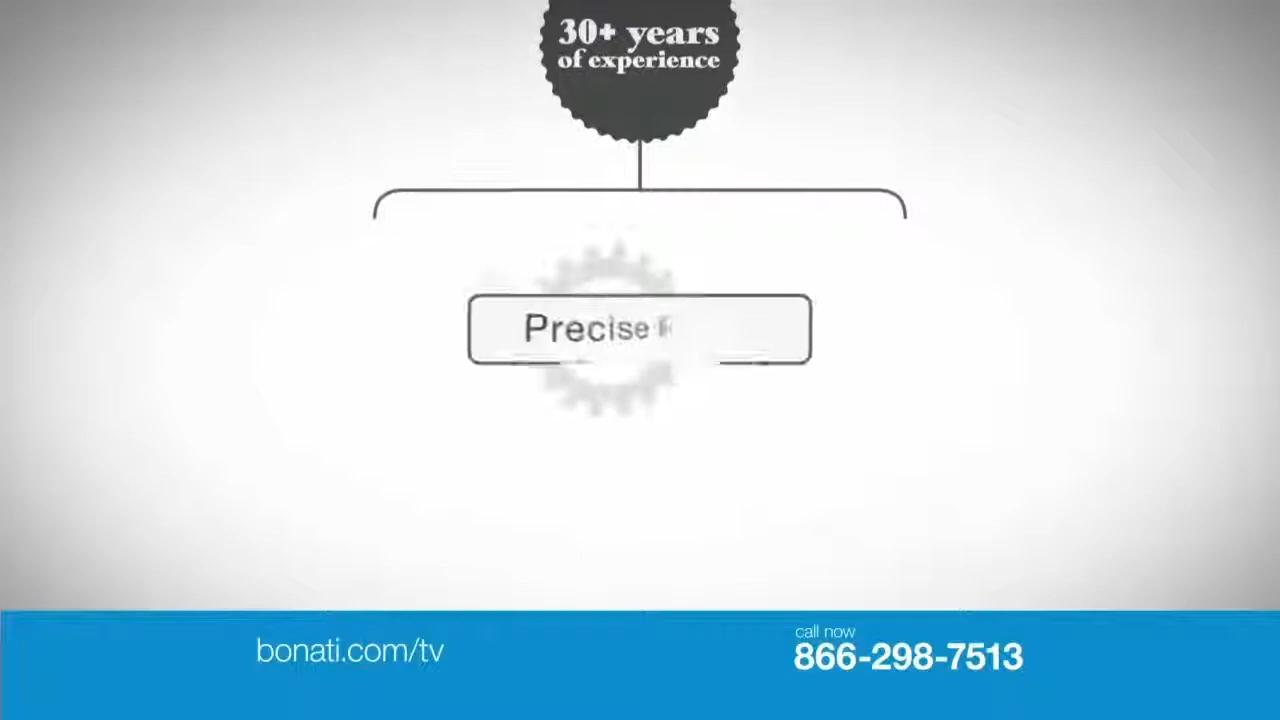 30+ years
of experience
Precise
bonati.com/tv
call now
866-298-7513